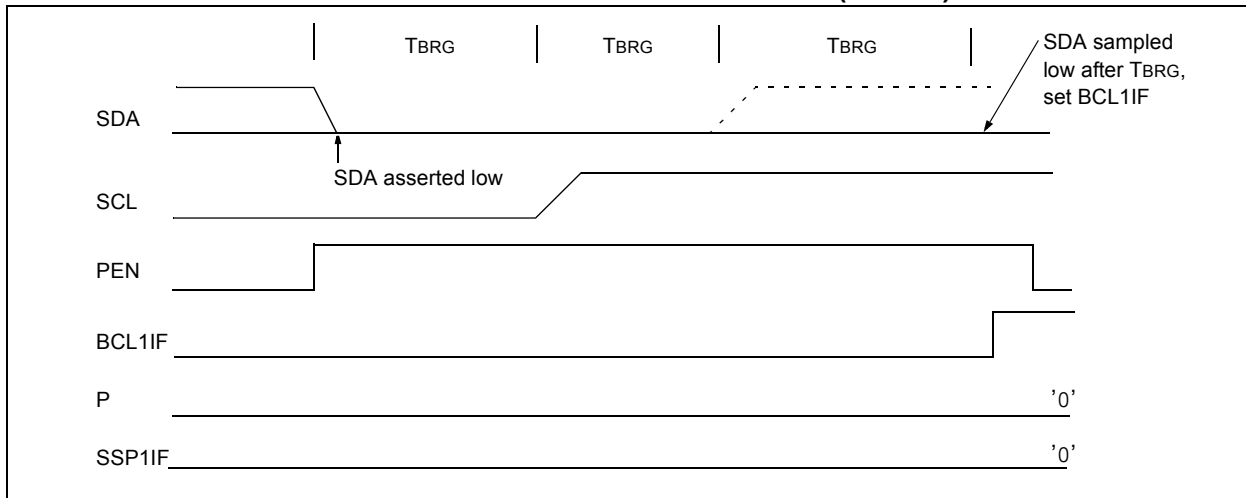 TBRG TBRG TBRG
SDA sampled
low after TBRG,
set BCL1IF
SDA
SDA asserted low
SCL
PEN
BCL1IF
P '0'
SSP1IF '0'